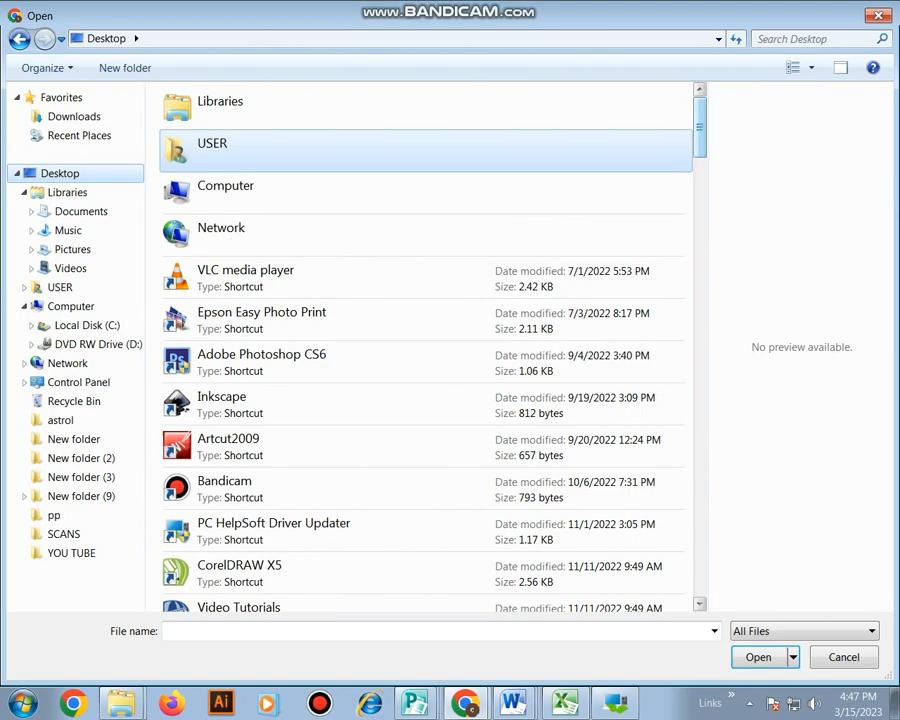 Open
WWW.BANDICAM.COM
Desktop
Search Desktop
Organize
New folder
Favorites
Downloads
Recent Places
Desktop
Libraries
Documents
Music
Pictures
Videos
USER
Computer
Local Disk (C:)
DVD RW Drive (D:)
Network
Control Panel
Recycle Bin
astrol
New folder
New folder (2)
New folder (3)
New folder (9)
pp
SCANS
YOU TUBE
Libraries
USER
Computer
Network
VLC media player
Type: Shortcut
Date modified: 7/1/2022 5:53 PM
Size: 2.42 KB
Epson Easy Photo Print
Type: Shortcut
Date modified: 7/3/2022 8:17 PM
Size: 2.11 KB
Adobe Photoshop CS6
Type: Shortcut
Date modified: 9/4/2022 3:40 PM
Size: 1.06 KB
Inkscape
Type: Shortcut
Date modified: 9/19/2022 3:09 PM
Size: 812 bytes
Artcut2009
Type: Shortcut
Date modified: 9/20/2022 12:24 PM
Size: 657 bytes
Bandicam
Type: Shortcut
Date modified: 10/6/2022 7:31 PM
Size: 793 bytes
PC HelpSoft Driver Updater
Type: Shortcut
Date modified: 11/1/2022 3:05 PM
Size: 1.17 KB
CorelDRAW X5
Type: Shortcut
Date modified: 11/11/2022 9:49 AM
Size: 2.56 KB
Video Tutorials
Date modified: 11/11/2022 9:49 AM
No preview available.
File name:
All Files
Open
Cancel
Links
4:47 PM
3/15/2023